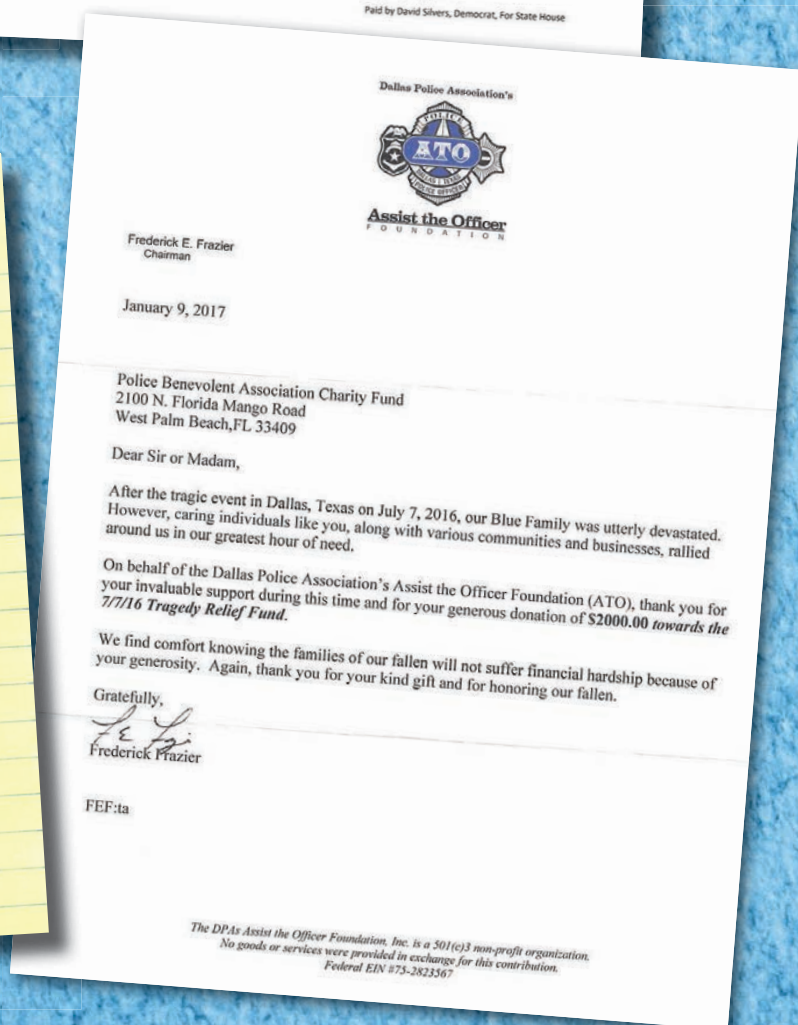 Paid by David Silvers, Democrat, For State House
Dallas Police Association's
POLICE
ATO
DALLAS TEXAS
POLICE OFFICER
Assist the Officer
FOUNDATION
Frederick E. Frazier
Chairman
January 9, 2017
Police Benevolent Association Charity Fund
2100 N. Florida Mango Road
West Palm Beach,FL 33409
Dear Sir or Madam,
After the tragic event in Dallas, Texas on July 7, 2016, our Blue Family was utterly devastated.
However, caring individuals like you, along with various communities and businesses, rallied
around us in our greatest hour of need.
On behalf of the Dallas Police Association's Assist the Officer Foundation (ATO), thank you for
your invaluable support during this time and for your generous donation of $2000.00 towards the
7/7/16 Tragedy Relief Fund.
We find comfort knowing the families of our fallen will not suffer financial hardship because of
your generosity. Again, thank you for your kind gift and for honoring our fallen.
Gratefully,
Frederick Frazier
FEF:ta
The DPAs Assist the Officer Foundation, Inc. is a 501(c)3 non-profit organization.
No goods or services were provided in exchange for this contribution.
Federal EIN #75-2823567